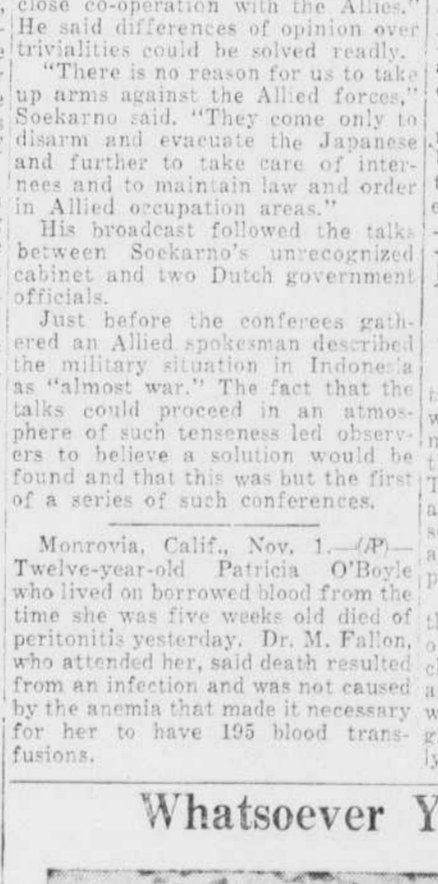 close co-operation with the Allies."
He said differences of opinion over
trivialities could be solved readily.
"There is no reason for us to take
up arms against the Allied forces,"
Soekarno said. "They come only to
disarm and evacuate the Japanese
and further to take care of inter-
nees and to maintain law and order
in Allied occupation areas."
His broadcast followed the talks
between Soekarno's unrecognized
cabinet and two Dutch government
officials.
Just before the conferees gath-
ered an Allied spokesman described
the military situation in Indonesia
as "almost war." The fact that the
talks could proceed in an atmos-
phere of such tenseness led observ-
ers to believe a solution would be
found and that this was but the first
of a series of such conferences.
Monrovia, Calif., Nov. 1.—(AP)—
Twelve-year-old Patricia O'Boyle
who lived on borrowed blood from the
time she was five weeks old died of
peritonitis yesterday. Dr. M. Fallon,
who attended her, said death resulted
from an infection and was not caused
by the anemia that made it necessary
for her to have 195 blood trans-
fusions.
Whatsoever Y